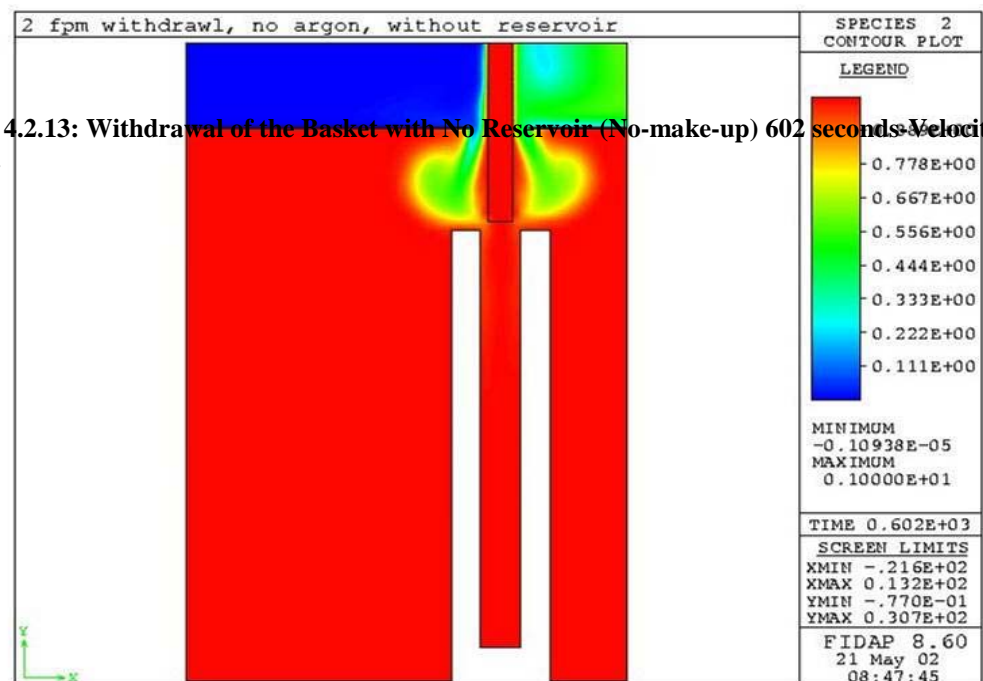 2 fpm withdrawl, no argon, without reservoir
SPECIES 2
CONTOUR PLOT
LEGEND
4.2.13: Withdrawal of the Basket with No Reservoir (No-make-up) 602 seconds-Velocit
0.778E+00
0.667E+00
0.556E+00
0.444E+00
0.333E+00
0.222E+00
0.111E+00
MINIMUM
-0.10938E-05
MAXIMUM
0.10000E+01
TIME 0.602E+03
SCREEN LIMITS
XMIN -.216E+02
XMAX 0.132E+02
YMIN -.770E-01
YMAX 0.307E+02
FIDAP 8.60
21 May 02
08:47:45
Y
X